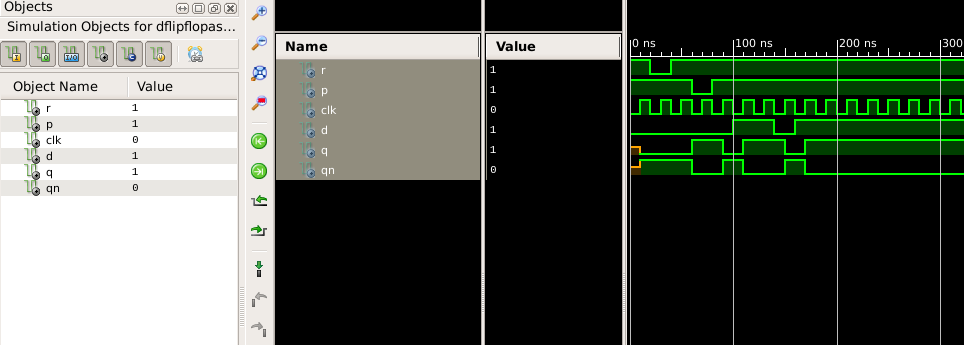 Objects
Simulation Objects for dflipflopas...
Object Name Value
r 1
p 1
clk 0
d 1
q 1
qn 0
Name Value
r 1
p 1
clk 0
d 1
q 1
qn 0
0 ns 100 ns 200 ns 300